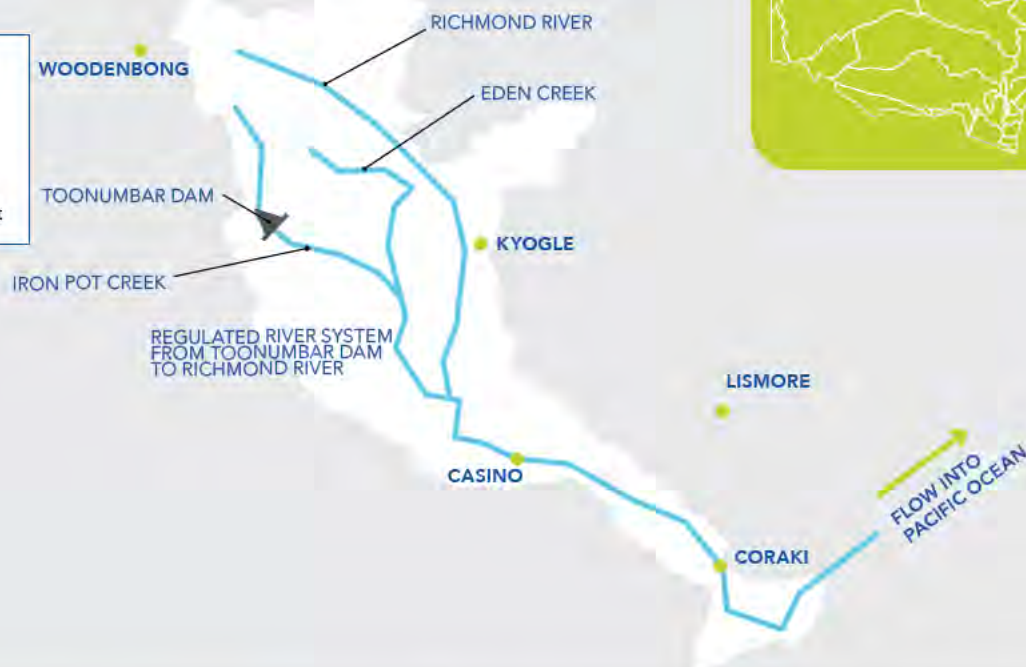 RICHMOND RIVER
WOODENBONG
EDEN CREEK
TOONUMBAR DAM
KYOGLE
IRON POT CREEK
REGULATED RIVER SYSTEM
FROM TOONUMBAR DAM
TO RICHMOND RIVER
LISMORE
CASINO
FLOW INTO
PACIFIC OCEAN
CORAKI